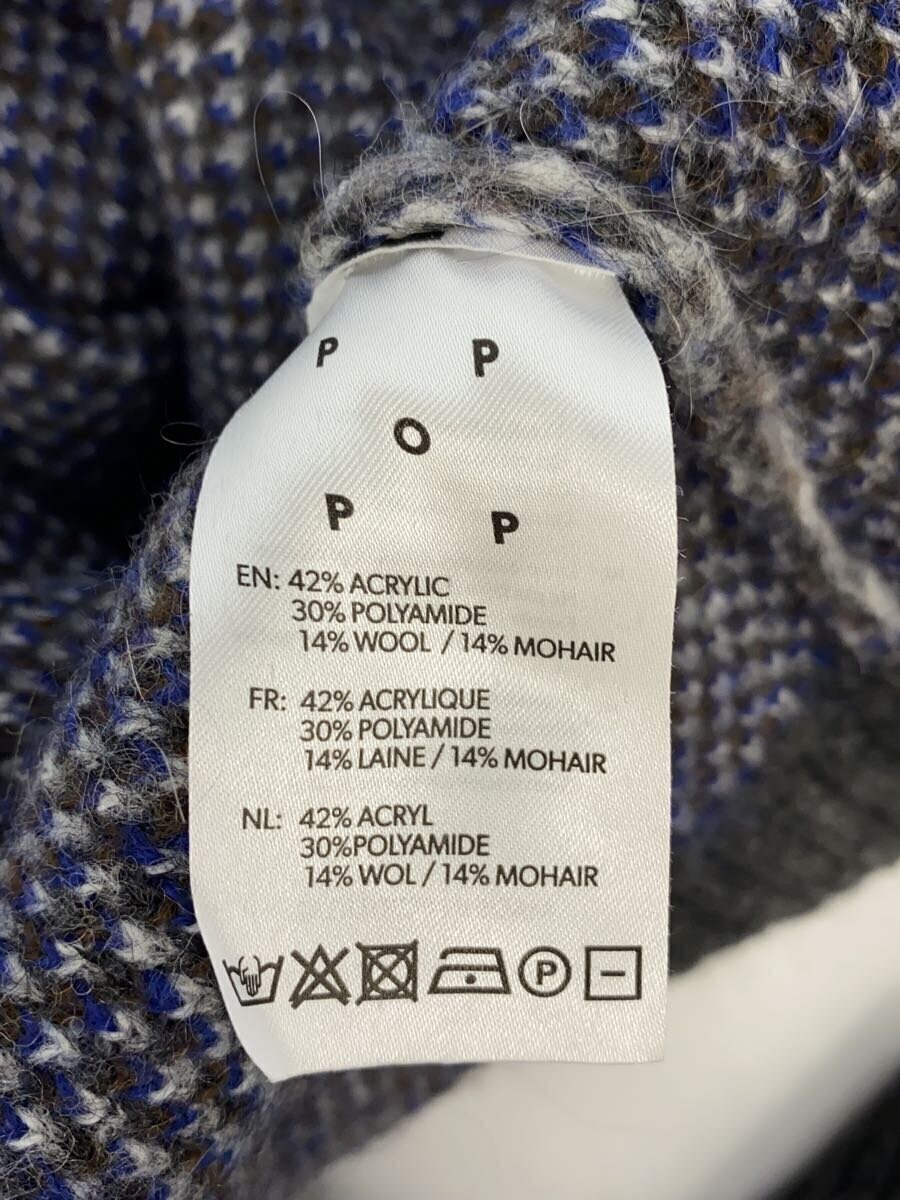 P P
O
P P
EN: 42% ACRYLIC
30% POLYAMIDE
14% WOOL / 14% MOHAIR
FR: 42% ACRYLIQUE
30% POLYAMIDE
14% LAINE / 14% MOHAIR
NL: 42% ACRYL
30%POLYAMIDE
14% WOL / 14% MOHAIR
P